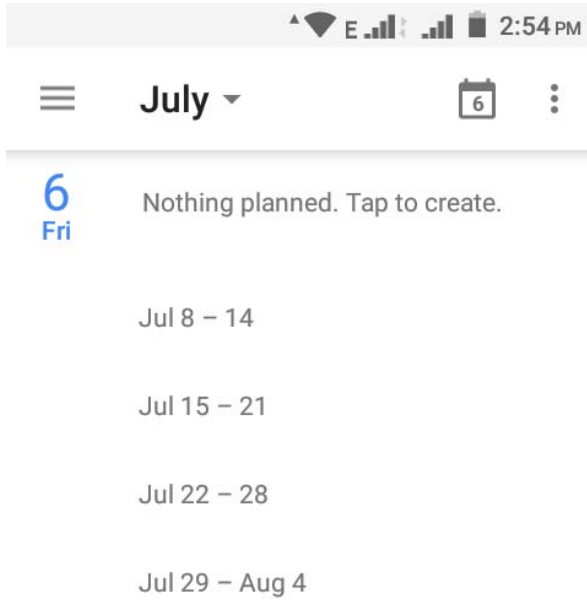 E 2:54 PM
July 6
6 Nothing planned. Tap to create.
Fri
Jul 8 – 14
Jul 15 – 21
Jul 22 – 28
Jul 29 – Aug 4